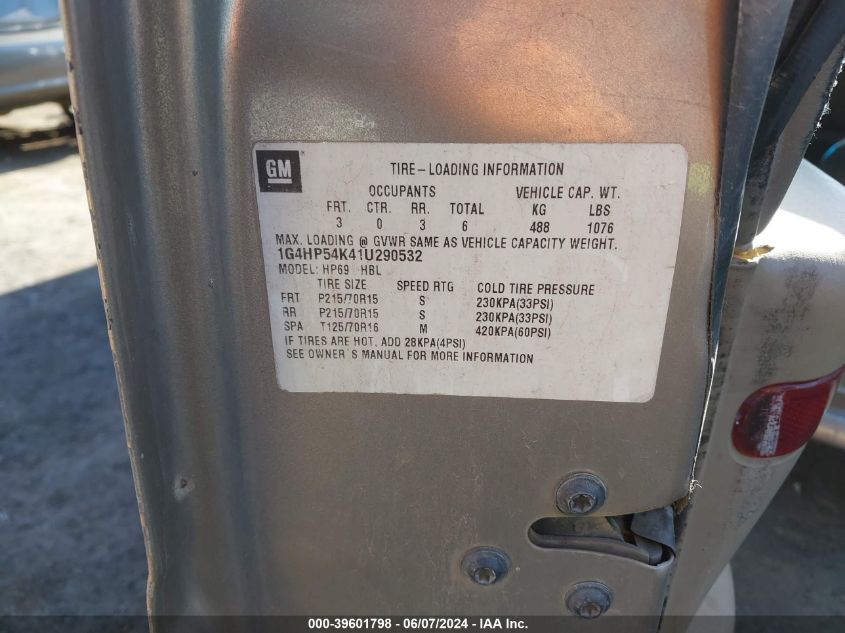 GM
TIRE-LOADING INFORMATION
OCCUPANTS VEHICLE CAP. WT.
FRT. CTR. RR. TOTAL KG LBS
3 0 3 6 488 1076
MAX. LOADING @ GVWR SAME AS VEHICLE CAPACITY WEIGHT.
1G4HP54K41U290532
MODEL: HP69 HBL
TIRE SIZE SPEED RTG COLD TIRE PRESSURE
FRT P215/70R15 S 230KPA(33PSI)
RR P215/70R15 S 230KPA(33PSI)
SPA T125/70R16 M 420KPA(60PSI)
IF TIRES ARE HOT, ADD 28KPA(4PSI)
SEE OWNER`S MANUAL FOR MORE INFORMATION
000-39601798 - 06/07/2024 - IAA Inc.